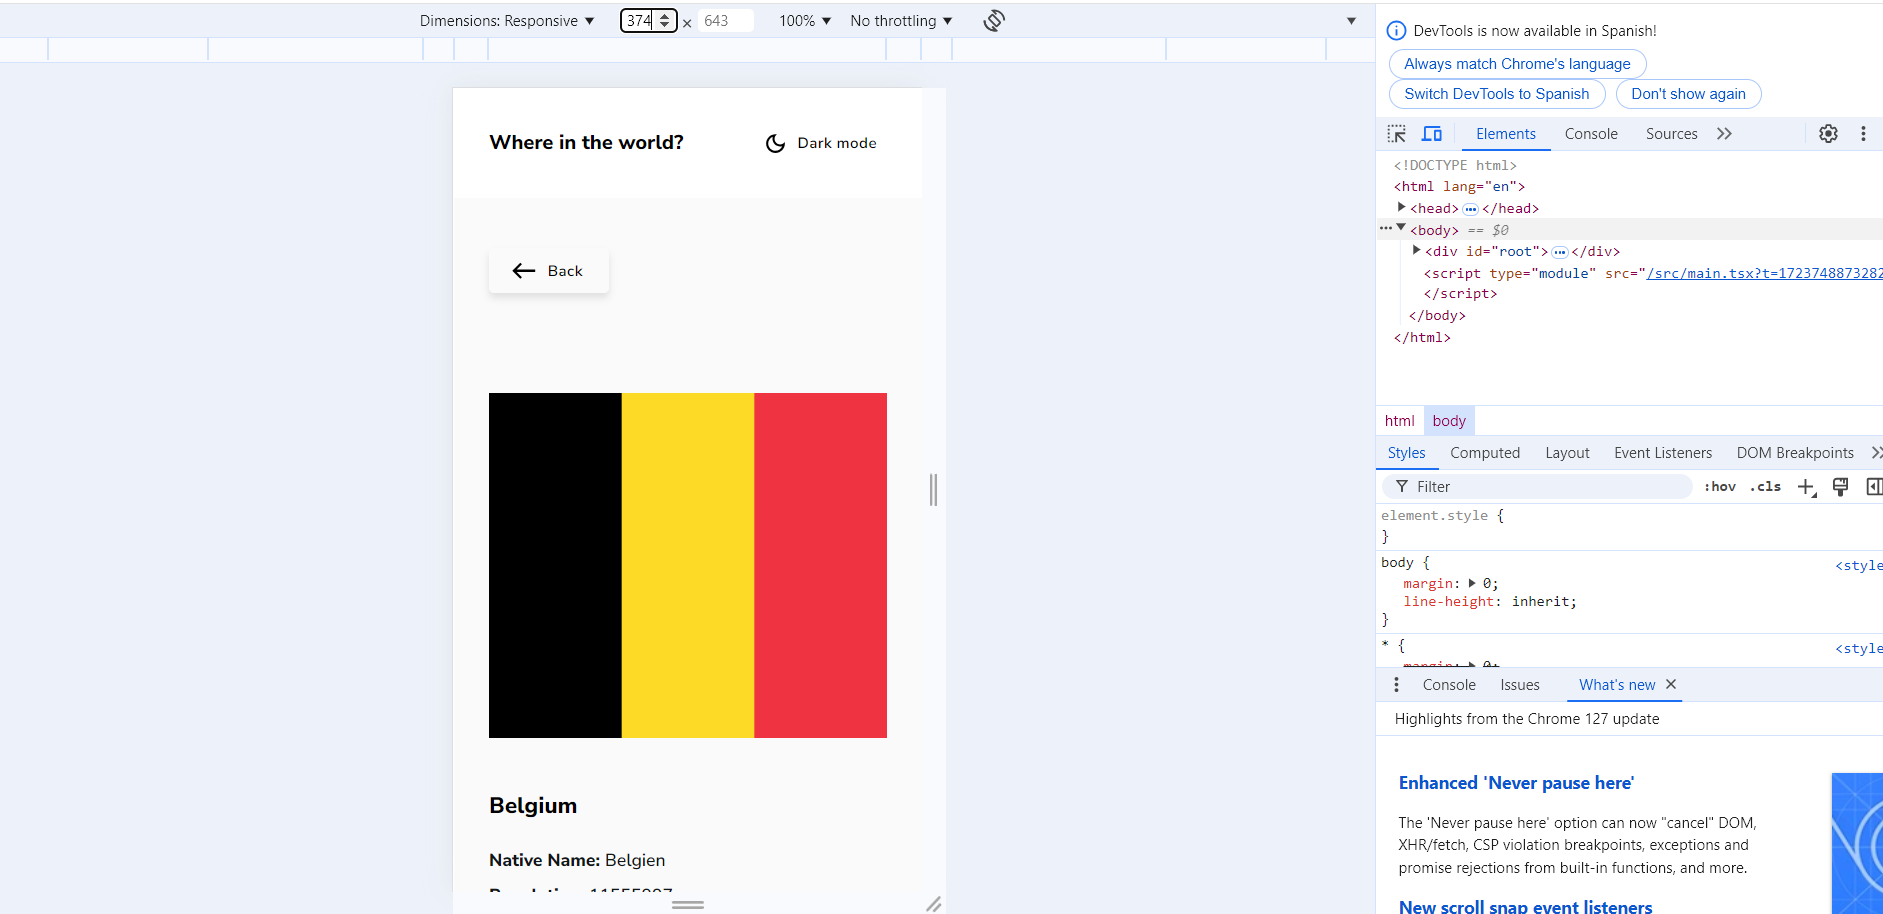 Dimensions: Responsive ▼ 374 × 643 100% ▼ No throttling ▼
Where in the world? Dark mode
Back
Belgium
Native Name: Belgien
DevTools is now available in Spanish!
Always match Chrome's language
Switch DevTools to Spanish Don't show again
Elements Console Sources
<!DOCTYPE html>
<html lang="en">
<head> ••• </head>
••• <body> == $0
<div id="root"> ••• </div>
<script type="module" src="/src/main.tsx?t=1723748873282
</script>
</body>
</html>
html body
Styles Computed Layout Event Listeners DOM Breakpoints
Filter :hov .cls
element.style {
}
body { <style
margin: 0;
line-height: inherit;
}
* { <style
margin: 0;
Console Issues What's new
Highlights from the Chrome 127 update
Enhanced 'Never pause here'
The 'Never pause here' option can now "cancel" DOM,
XHR/fetch, CSP violation breakpoints, exceptions and
promise rejections from built-in functions, and more.
New scroll snap event listeners